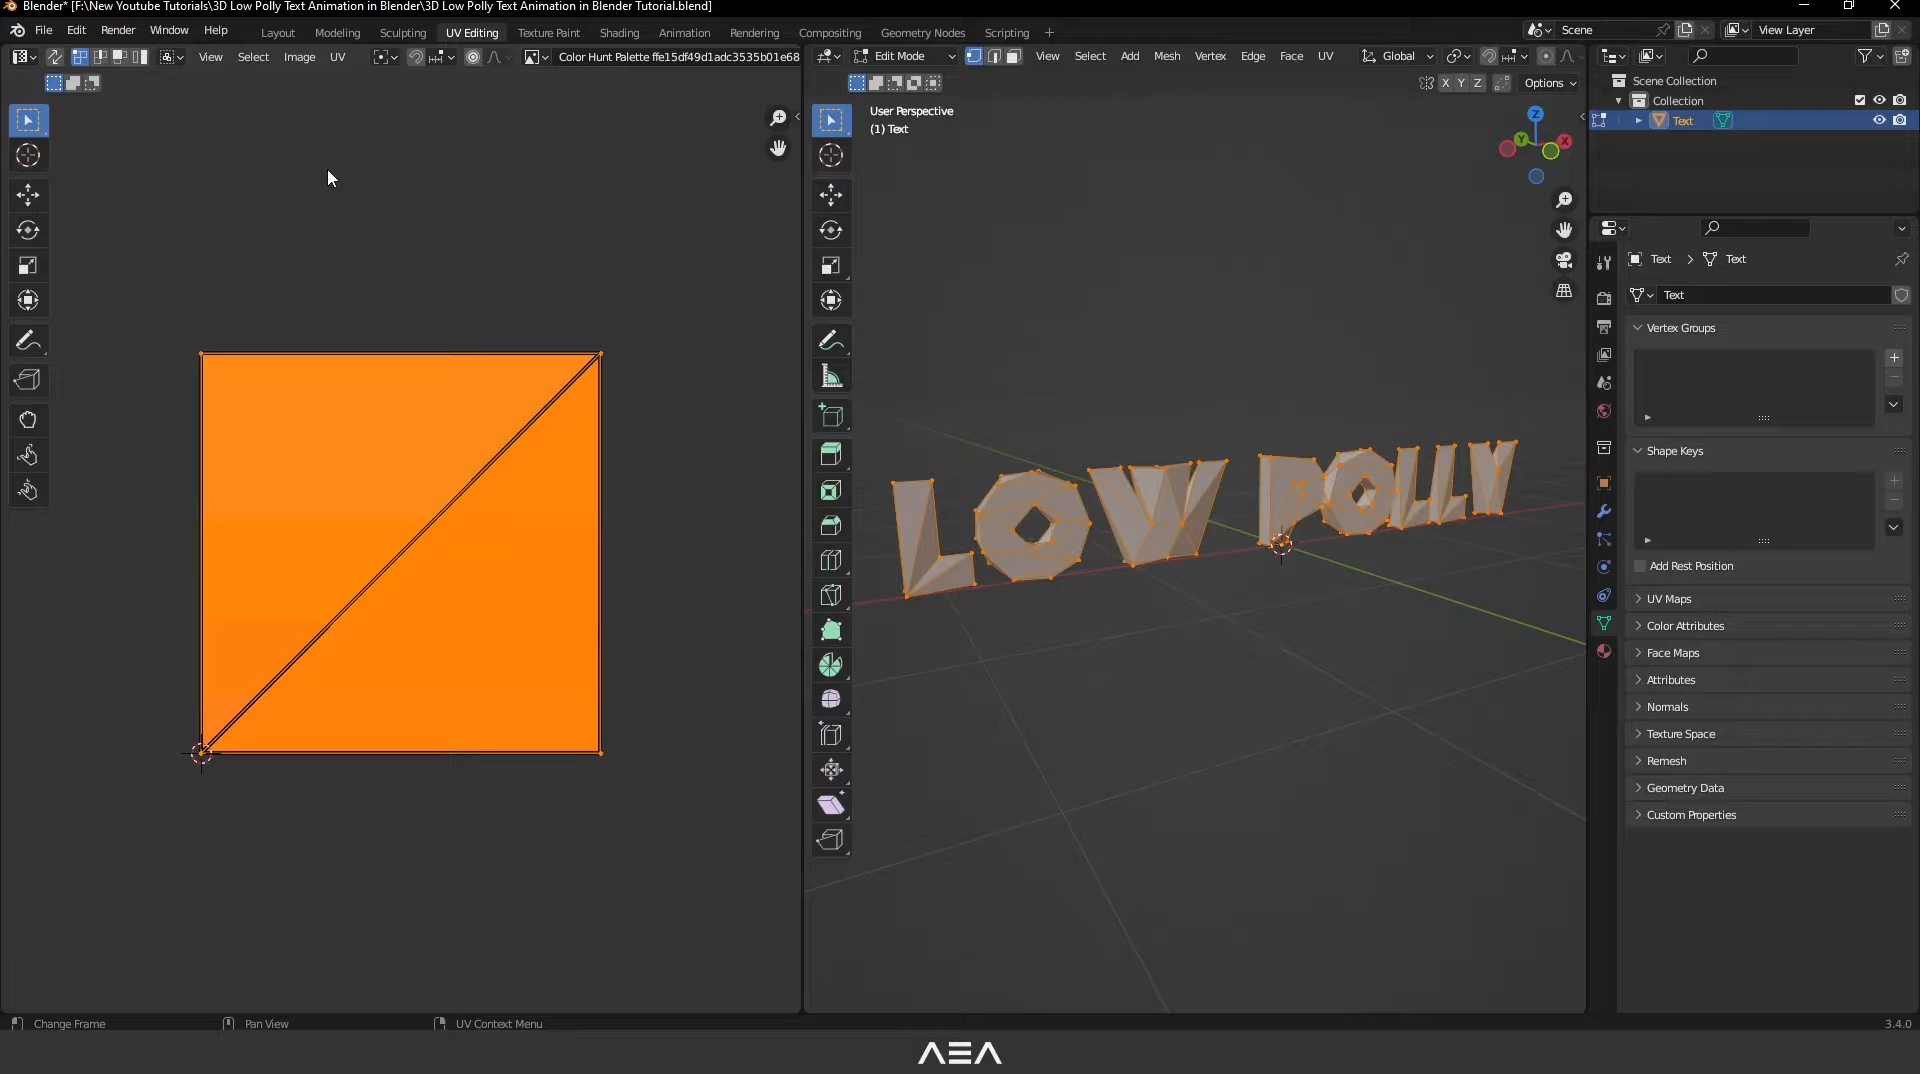 Blender* [F:\New Youtube Tutorials\3D Low Polly Text Animation in Blender\3D Low Polly Text Animation in Blender Tutorial.blend]
File Edit Render Window Help Layout Modeling Sculpting UV Editing Texture Paint Shading Animation Rendering Compositing Geometry Nodes Scripting + Scene View Layer
View Select Image UV Color Hunt Palette ffe15df49d1adc3535b01e68 Edit Mode View Select Add Mesh Vertex Edge Face UV Global
X Y Z Options
Scene Collection
Collection
Text
User Perspective
(1) Text
Z
Y
X
Text > Text
Text
Vertex Groups
Shape Keys
Add Rest Position
UV Maps
Color Attributes
Face Maps
Attributes
Normals
Texture Space
Remesh
Geometry Data
Custom Properties
LOW POLLY
Change Frame Pan View UV Context Menu 3.4.0
AEA